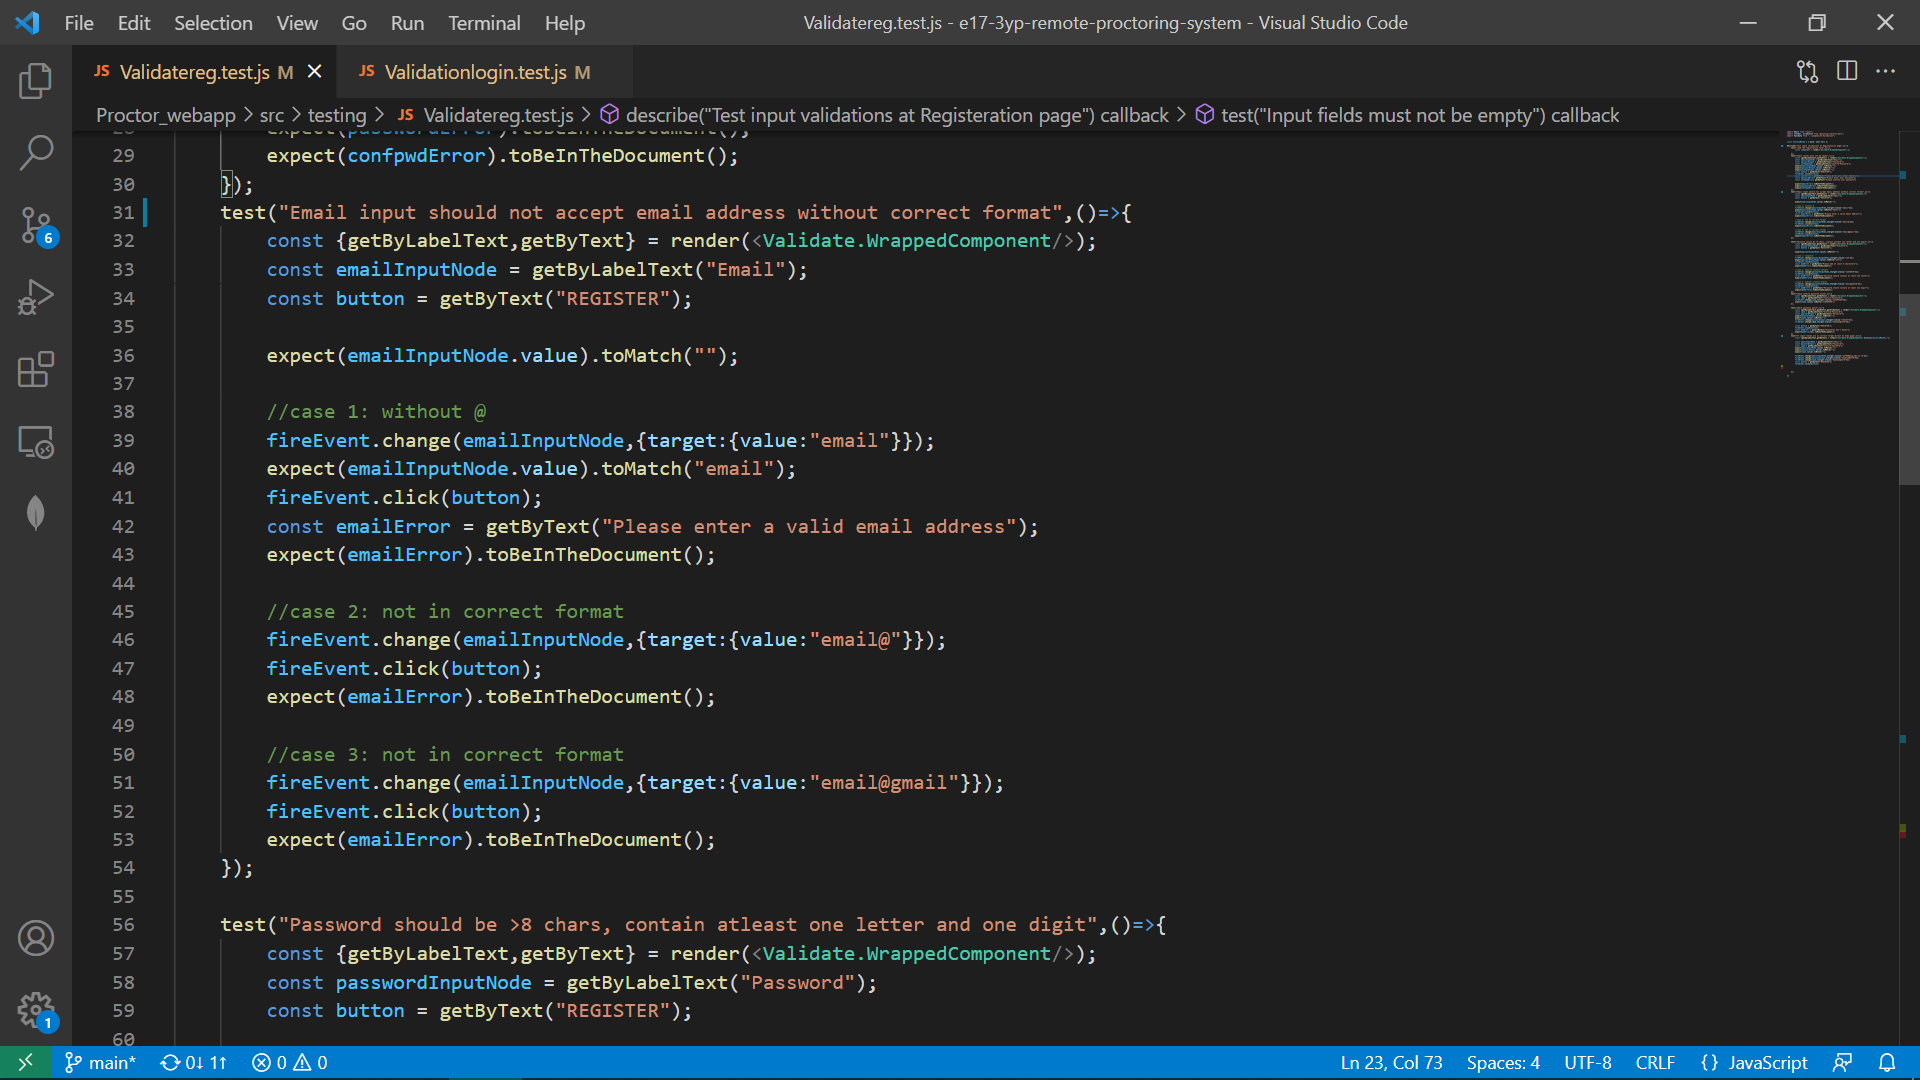 File Edit Selection View Go Run Terminal Help Validatereg.test.js - e17-3yp-remote-proctoring-system - Visual Studio Code
JS Validatereg.test.js M JS Validationlogin.test.js M
Proctor_webapp > src > testing > JS Validatereg.test.js > describe("Test input validations at Registeration page") callback > test("Input fields must not be empty") callback
28 expect(passwordError).toBeInTheDocument();
29 expect(confpwdError).toBeInTheDocument();
30 });
31 test("Email input should not accept email address without correct format",()=>{
32 const {getByLabelText,getByText} = render(<Validate.WrappedComponent/>);
33 const emailInputNode = getByLabelText("Email");
34 const button = getByText("REGISTER");
35
36 expect(emailInputNode.value).toMatch("");
37
38 //case 1: without @
39 fireEvent.change(emailInputNode,{target:{value:"email"}});
40 expect(emailInputNode.value).toMatch("email");
41 fireEvent.click(button);
42 const emailError = getByText("Please enter a valid email address");
43 expect(emailError).toBeInTheDocument();
44
45 //case 2: not in correct format
46 fireEvent.change(emailInputNode,{target:{value:"email@"}});
47 fireEvent.click(button);
48 expect(emailError).toBeInTheDocument();
49
50 //case 3: not in correct format
51 fireEvent.change(emailInputNode,{target:{value:"email@gmail"}});
52 fireEvent.click(button);
53 expect(emailError).toBeInTheDocument();
54 });
55
56 test("Password should be >8 chars, contain atleast one letter and one digit",()=>{
57 const {getByLabelText,getByText} = render(<Validate.WrappedComponent/>);
58 const passwordInputNode = getByLabelText("Password");
59 const button = getByText("REGISTER");
60
6
1
main* 0↓ 1↑ 0 0 Ln 23, Col 73 Spaces: 4 UTF-8 CRLF {} JavaScript